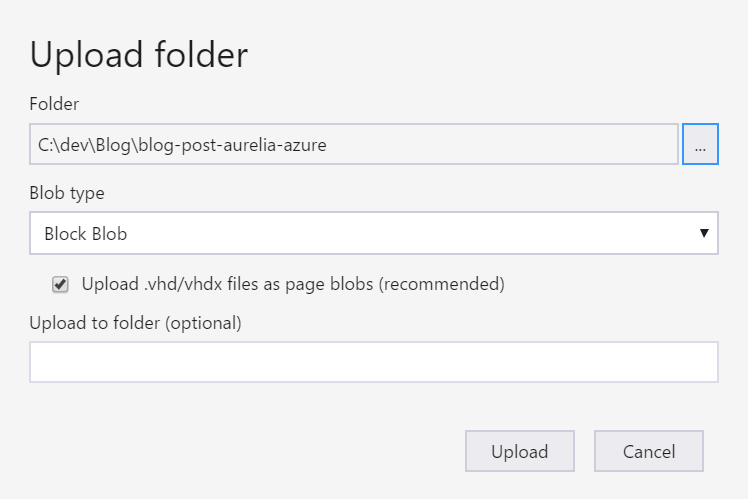 Upload folder
Folder
C:\dev\Blog\blog-post-aurelia-azure
...
Blob type
Block Blob
Upload .vhd/vhdx files as page blobs (recommended)
Upload to folder (optional)
Upload
Cancel